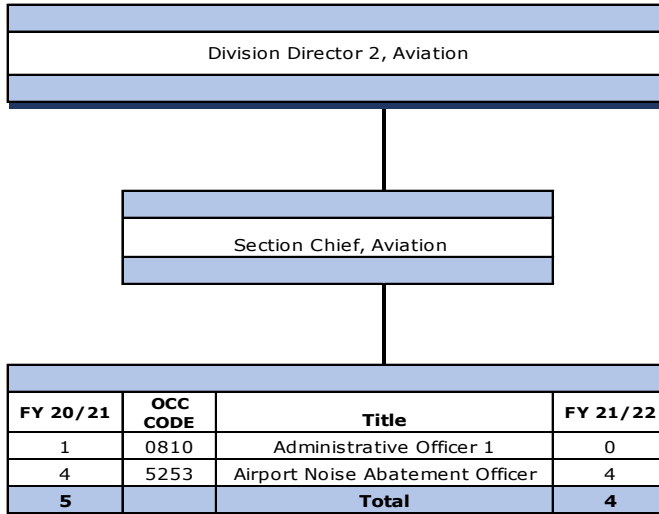 Division Director 2, Aviation
Section Chief, Aviation
FY 20/21 OCC CODE Title FY 21/22
1 0810 Administrative Officer 1 0
4 5253 Airport Noise Abatement Officer 4
5 Total 4